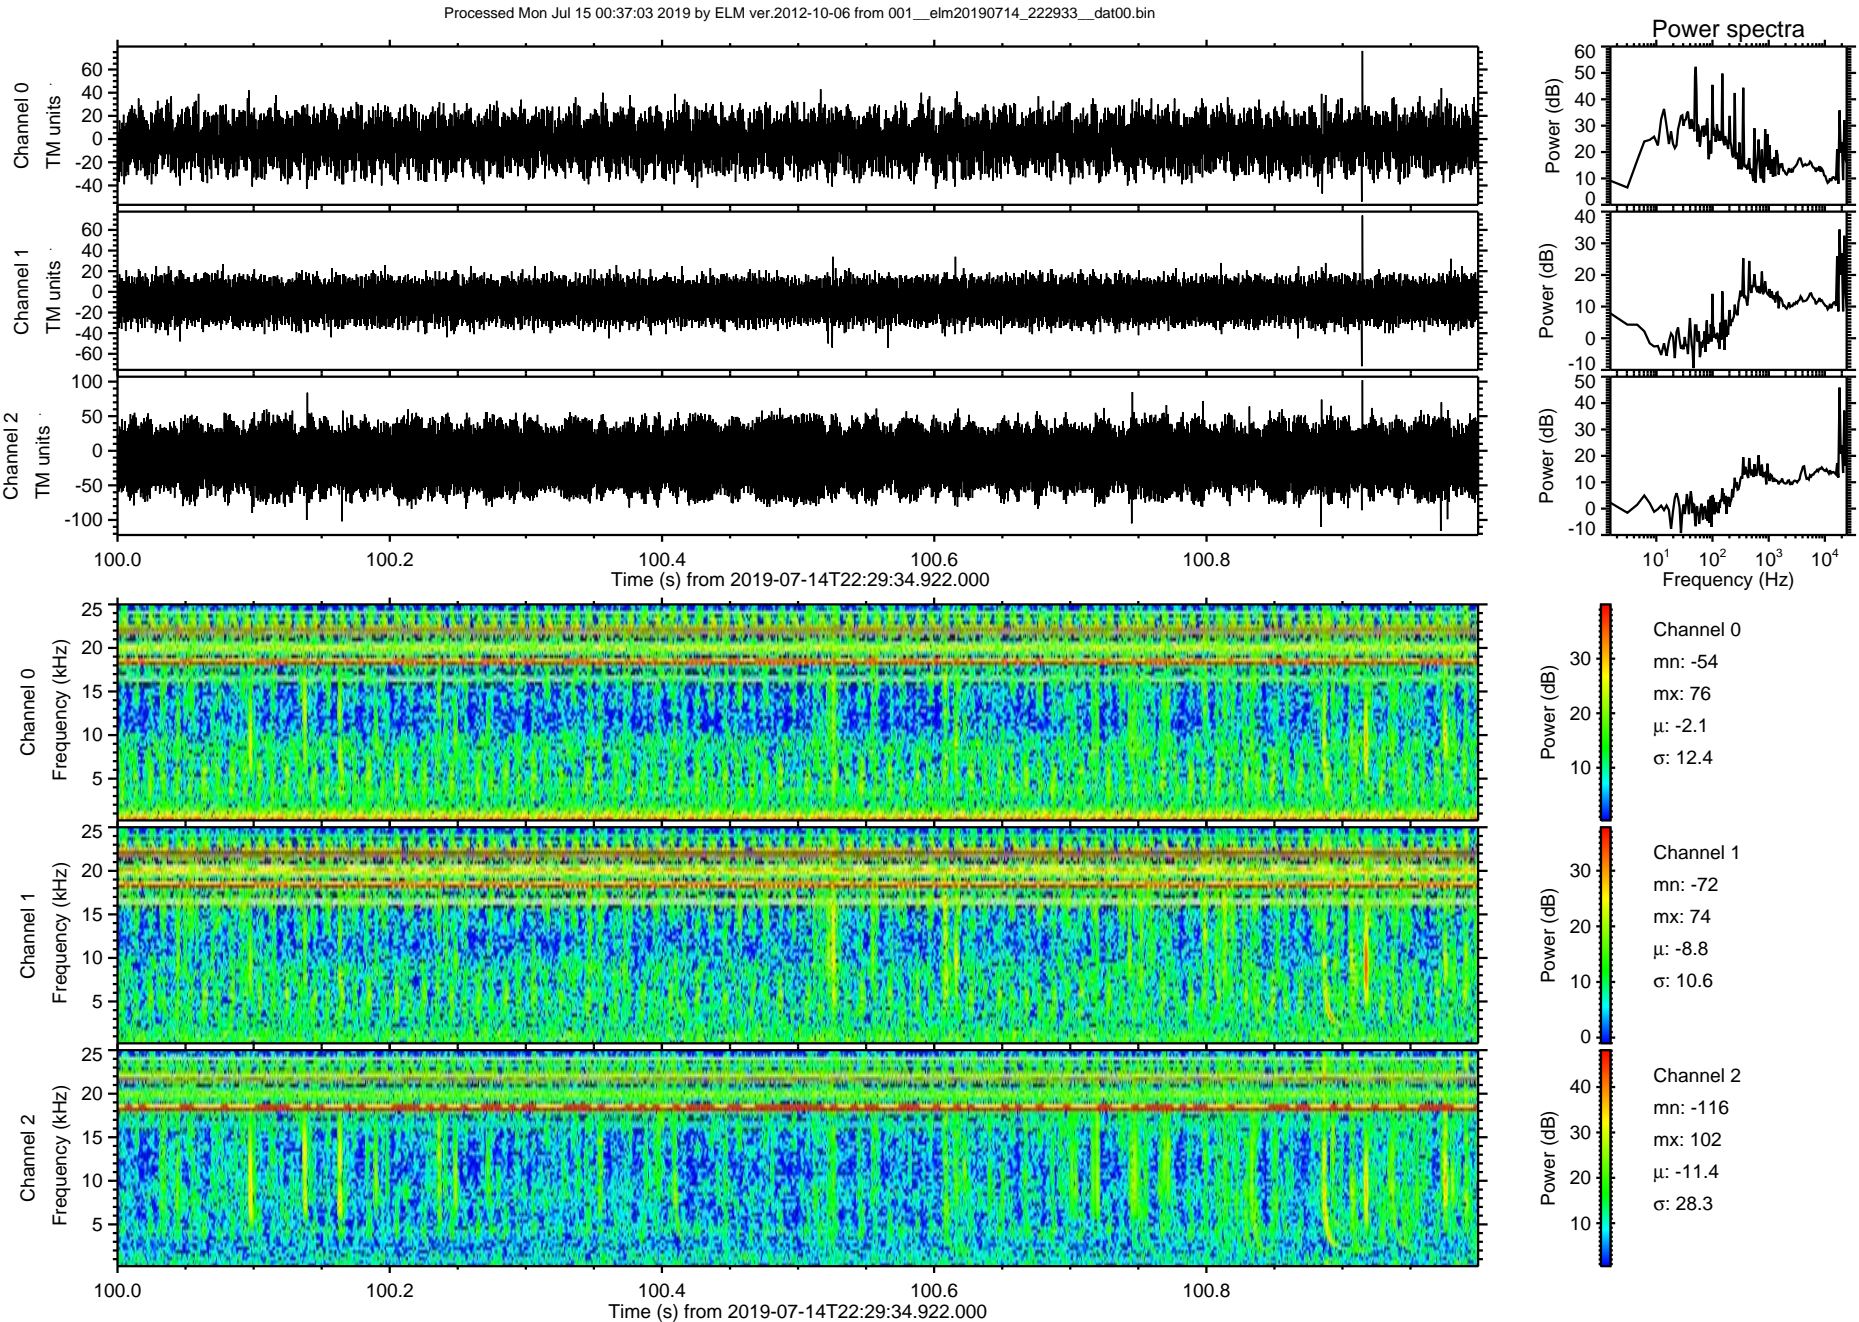 Processed Mon Jul 15 00:37:03 2019 by ELM ver.2012-10-06 from 001__elm20190714_222933__dat00.bin
Power spectra
Channel 0
TM units
60
40
20
0
-20
-40
Power (dB)
60
50
40
30
20
10
0
Channel 1
TM units
60
40
20
0
-20
-40
-60
Power (dB)
40
30
20
10
0
-10
Channel 2
TM units
100
50
0
-50
-100
Power (dB)
50
40
30
20
10
0
-10
100.0 100.2 100.4 100.6 100.8
Time (s) from 2019-07-14T22:29:34.922.000
10¹ 10² 10³ 10⁴
Frequency (Hz)
Channel 0
Frequency (kHz)
25
20
15
10
5
Power (dB)
30
20
10
Channel 0
mn: -54
mx: 76
μ: -2.1
σ: 12.4
Channel 1
Frequency (kHz)
25
20
15
10
5
Power (dB)
30
20
10
0
Channel 1
mn: -72
mx: 74
μ: -8.8
σ: 10.6
Channel 2
Frequency (kHz)
25
20
15
10
5
Power (dB)
40
30
20
10
Channel 2
mn: -116
mx: 102
μ: -11.4
σ: 28.3
100.0 100.2 100.4 100.6 100.8
Time (s) from 2019-07-14T22:29:34.922.000